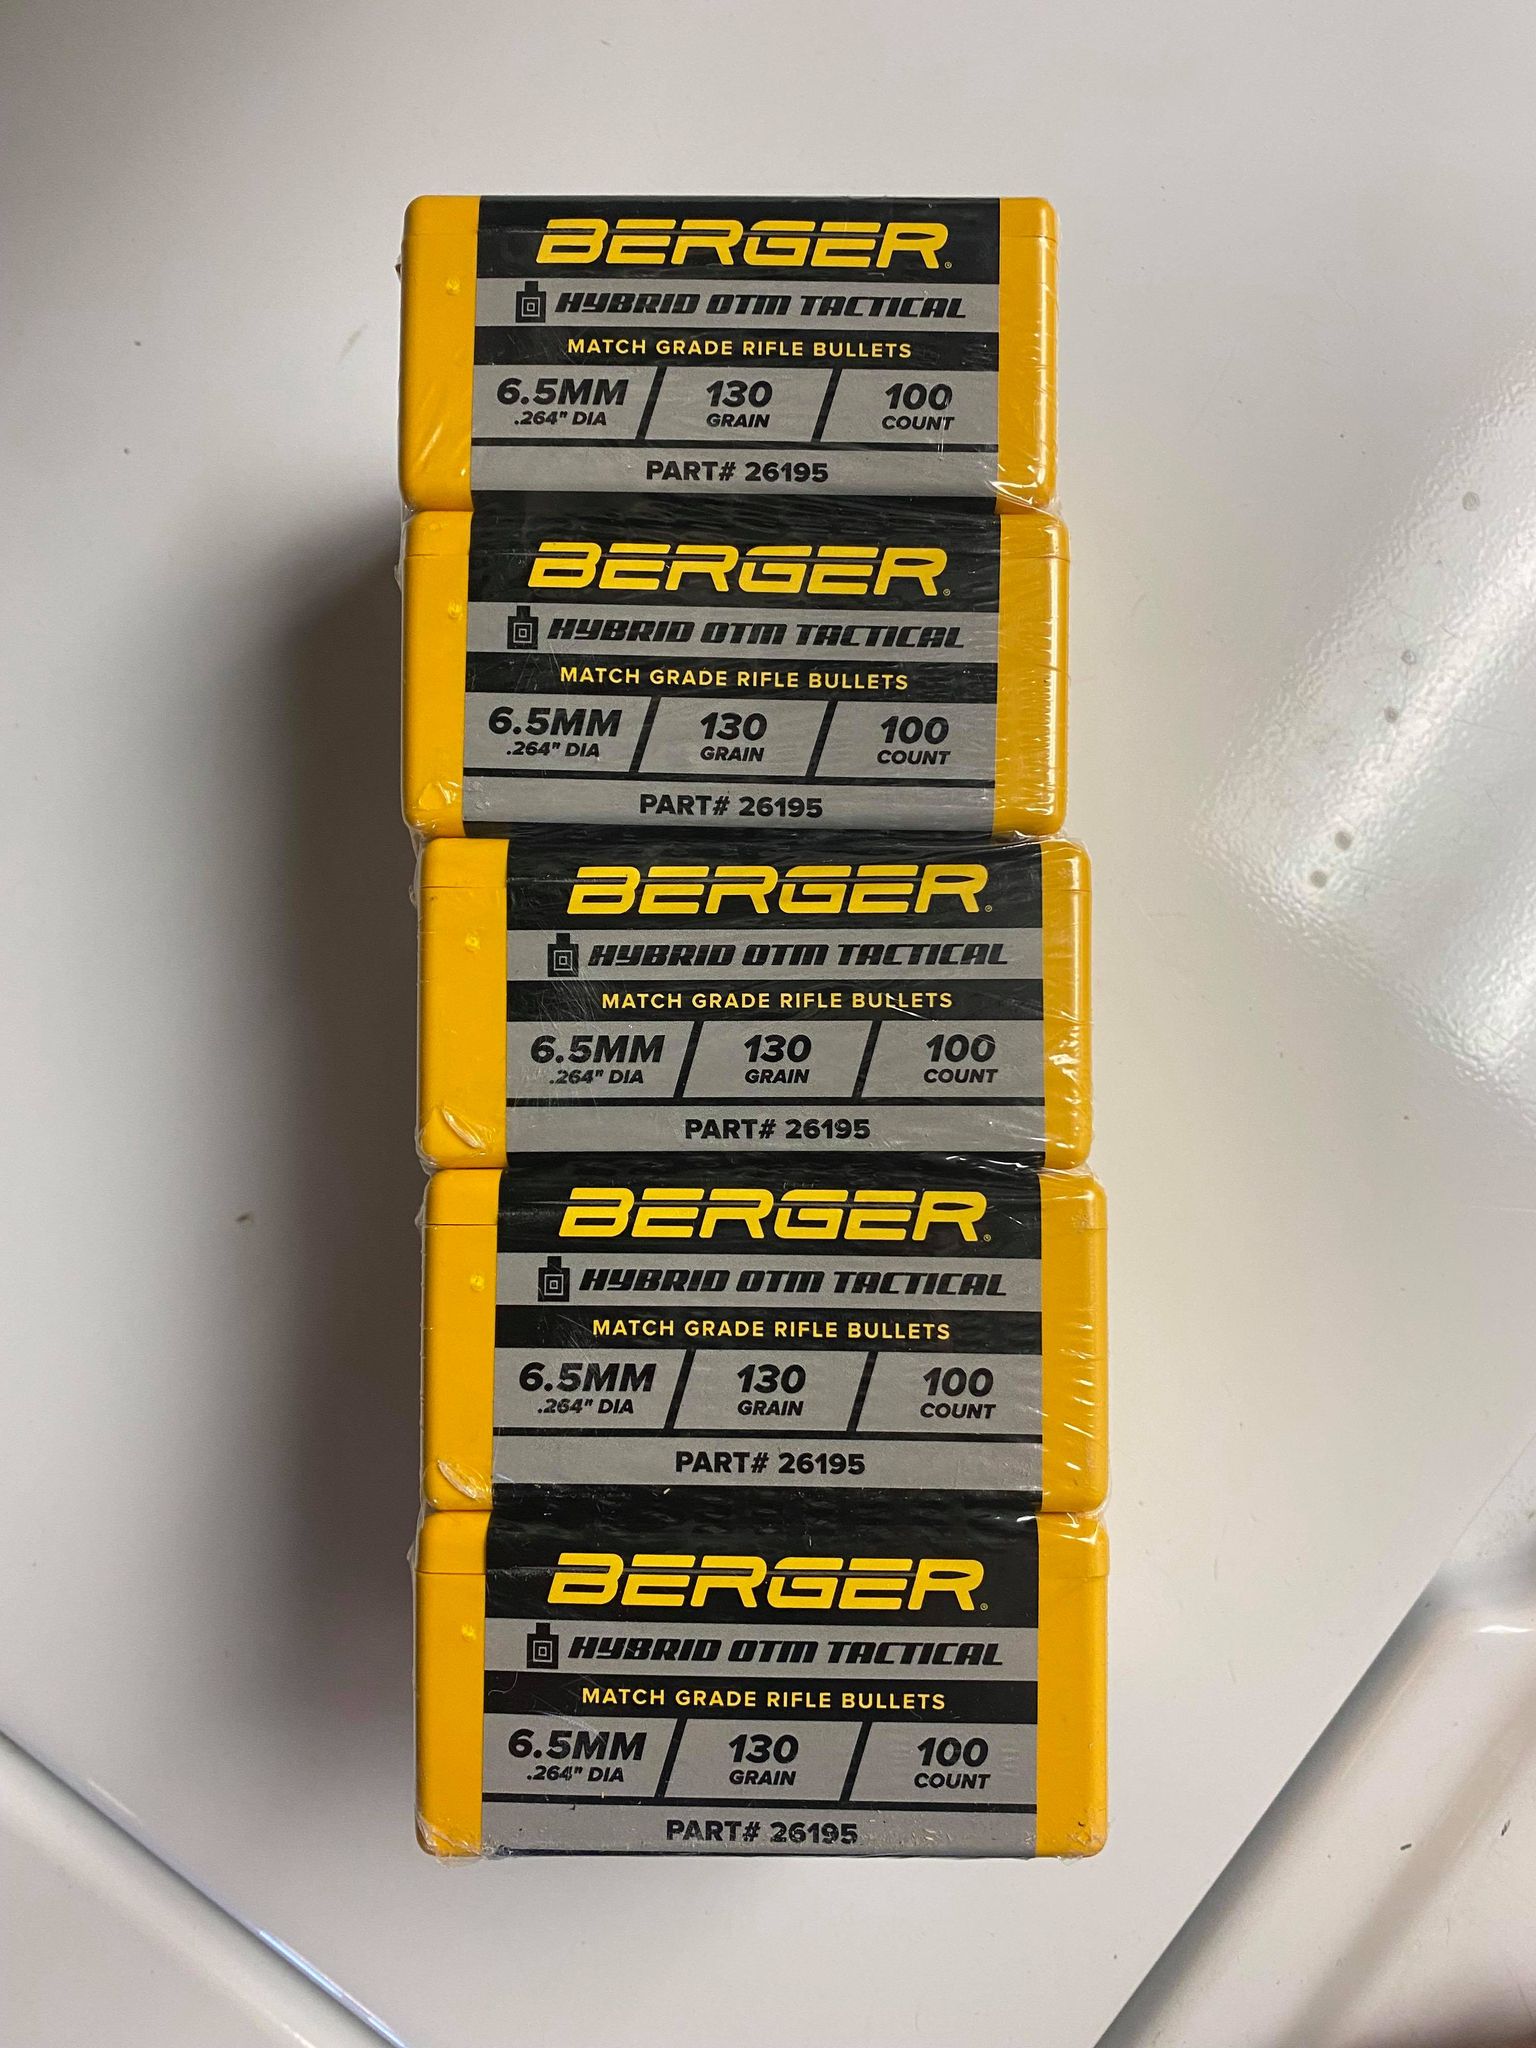 BERGER®
HYBRID OTM TACTICAL
MATCH GRADE RIFLE BULLETS
6.5MM 130 100
.264" DIA GRAIN COUNT
PART# 26195
BERGER®
HYBRID OTM TACTICAL
MATCH GRADE RIFLE BULLETS
6.5MM 130 100
.264" DIA GRAIN COUNT
PART# 26195
BERGER®
HYBRID OTM TACTICAL
MATCH GRADE RIFLE BULLETS
6.5MM 130 100
.264" DIA GRAIN COUNT
PART# 26195
BERGER®
HYBRID OTM TACTICAL
MATCH GRADE RIFLE BULLETS
6.5MM 130 100
.264" DIA GRAIN COUNT
PART# 26195
BERGER®
HYBRID OTM TACTICAL
MATCH GRADE RIFLE BULLETS
6.5MM 130 100
.264" DIA GRAIN COUNT
PART# 26195